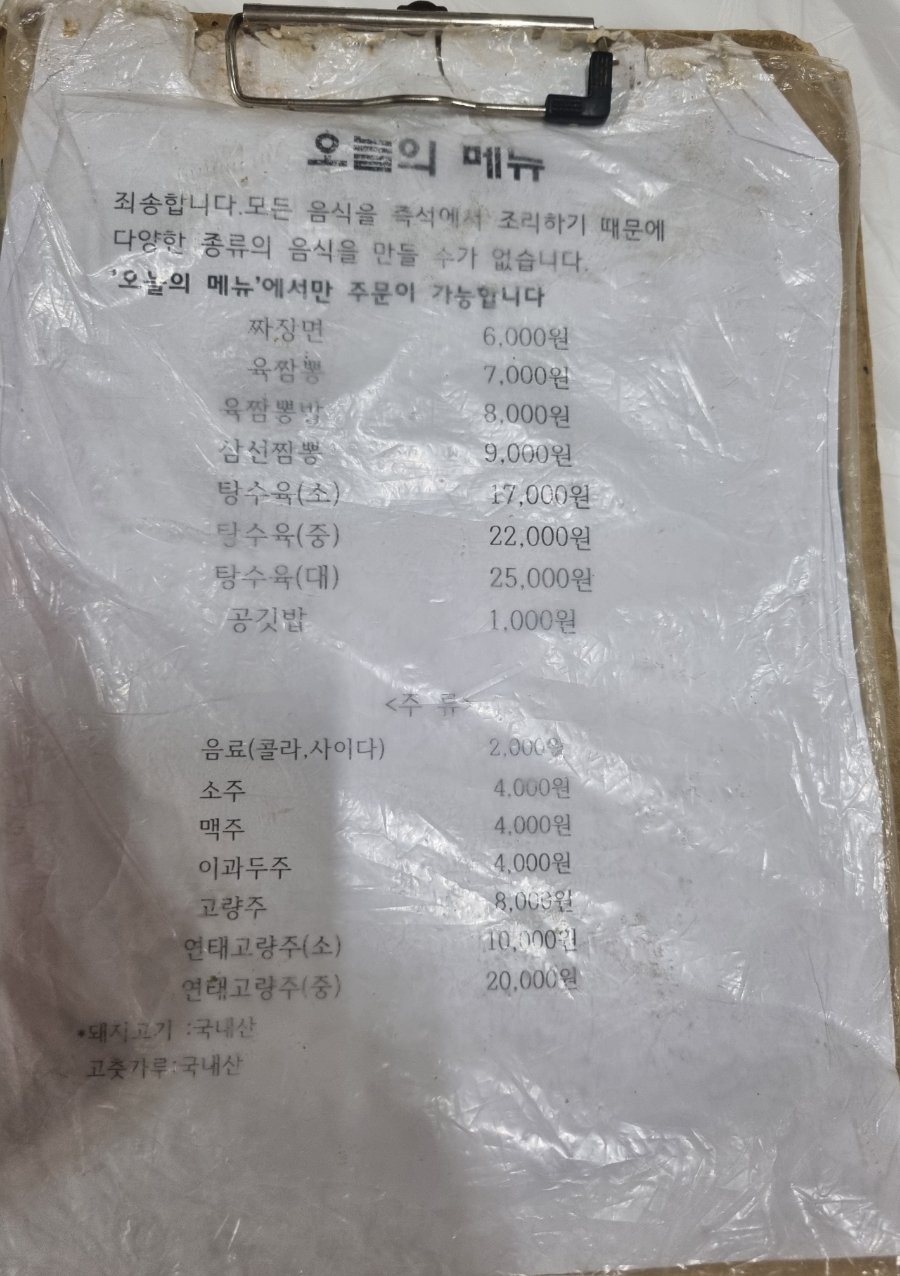 오늘의 메뉴
죄송합니다.모든 음식을 즉석에서 조리하기 때문에
다양한 종류의 음식을 만들 수가 없습니다.
'오늘의 메뉴'에서만 주문이 가능합니다
짜장면 6,000원
육짬뽕 7,000원
육짬뽕밥 8,000원
삼선짬뽕 9,000원
탕수육(소) 17,000원
탕수육(중) 22,000원
탕수육(대) 25,000원
공깃밥 1,000원
<주 류>
음료(콜라,사이다) 2,000원
소주 4,000원
맥주 4,000원
이과두주 4,000원
고량주 8,000원
연태고량주(소) 10,000원
연태고량주(중) 20,000원
•돼지고기 :국내산
고춧가루:국내산